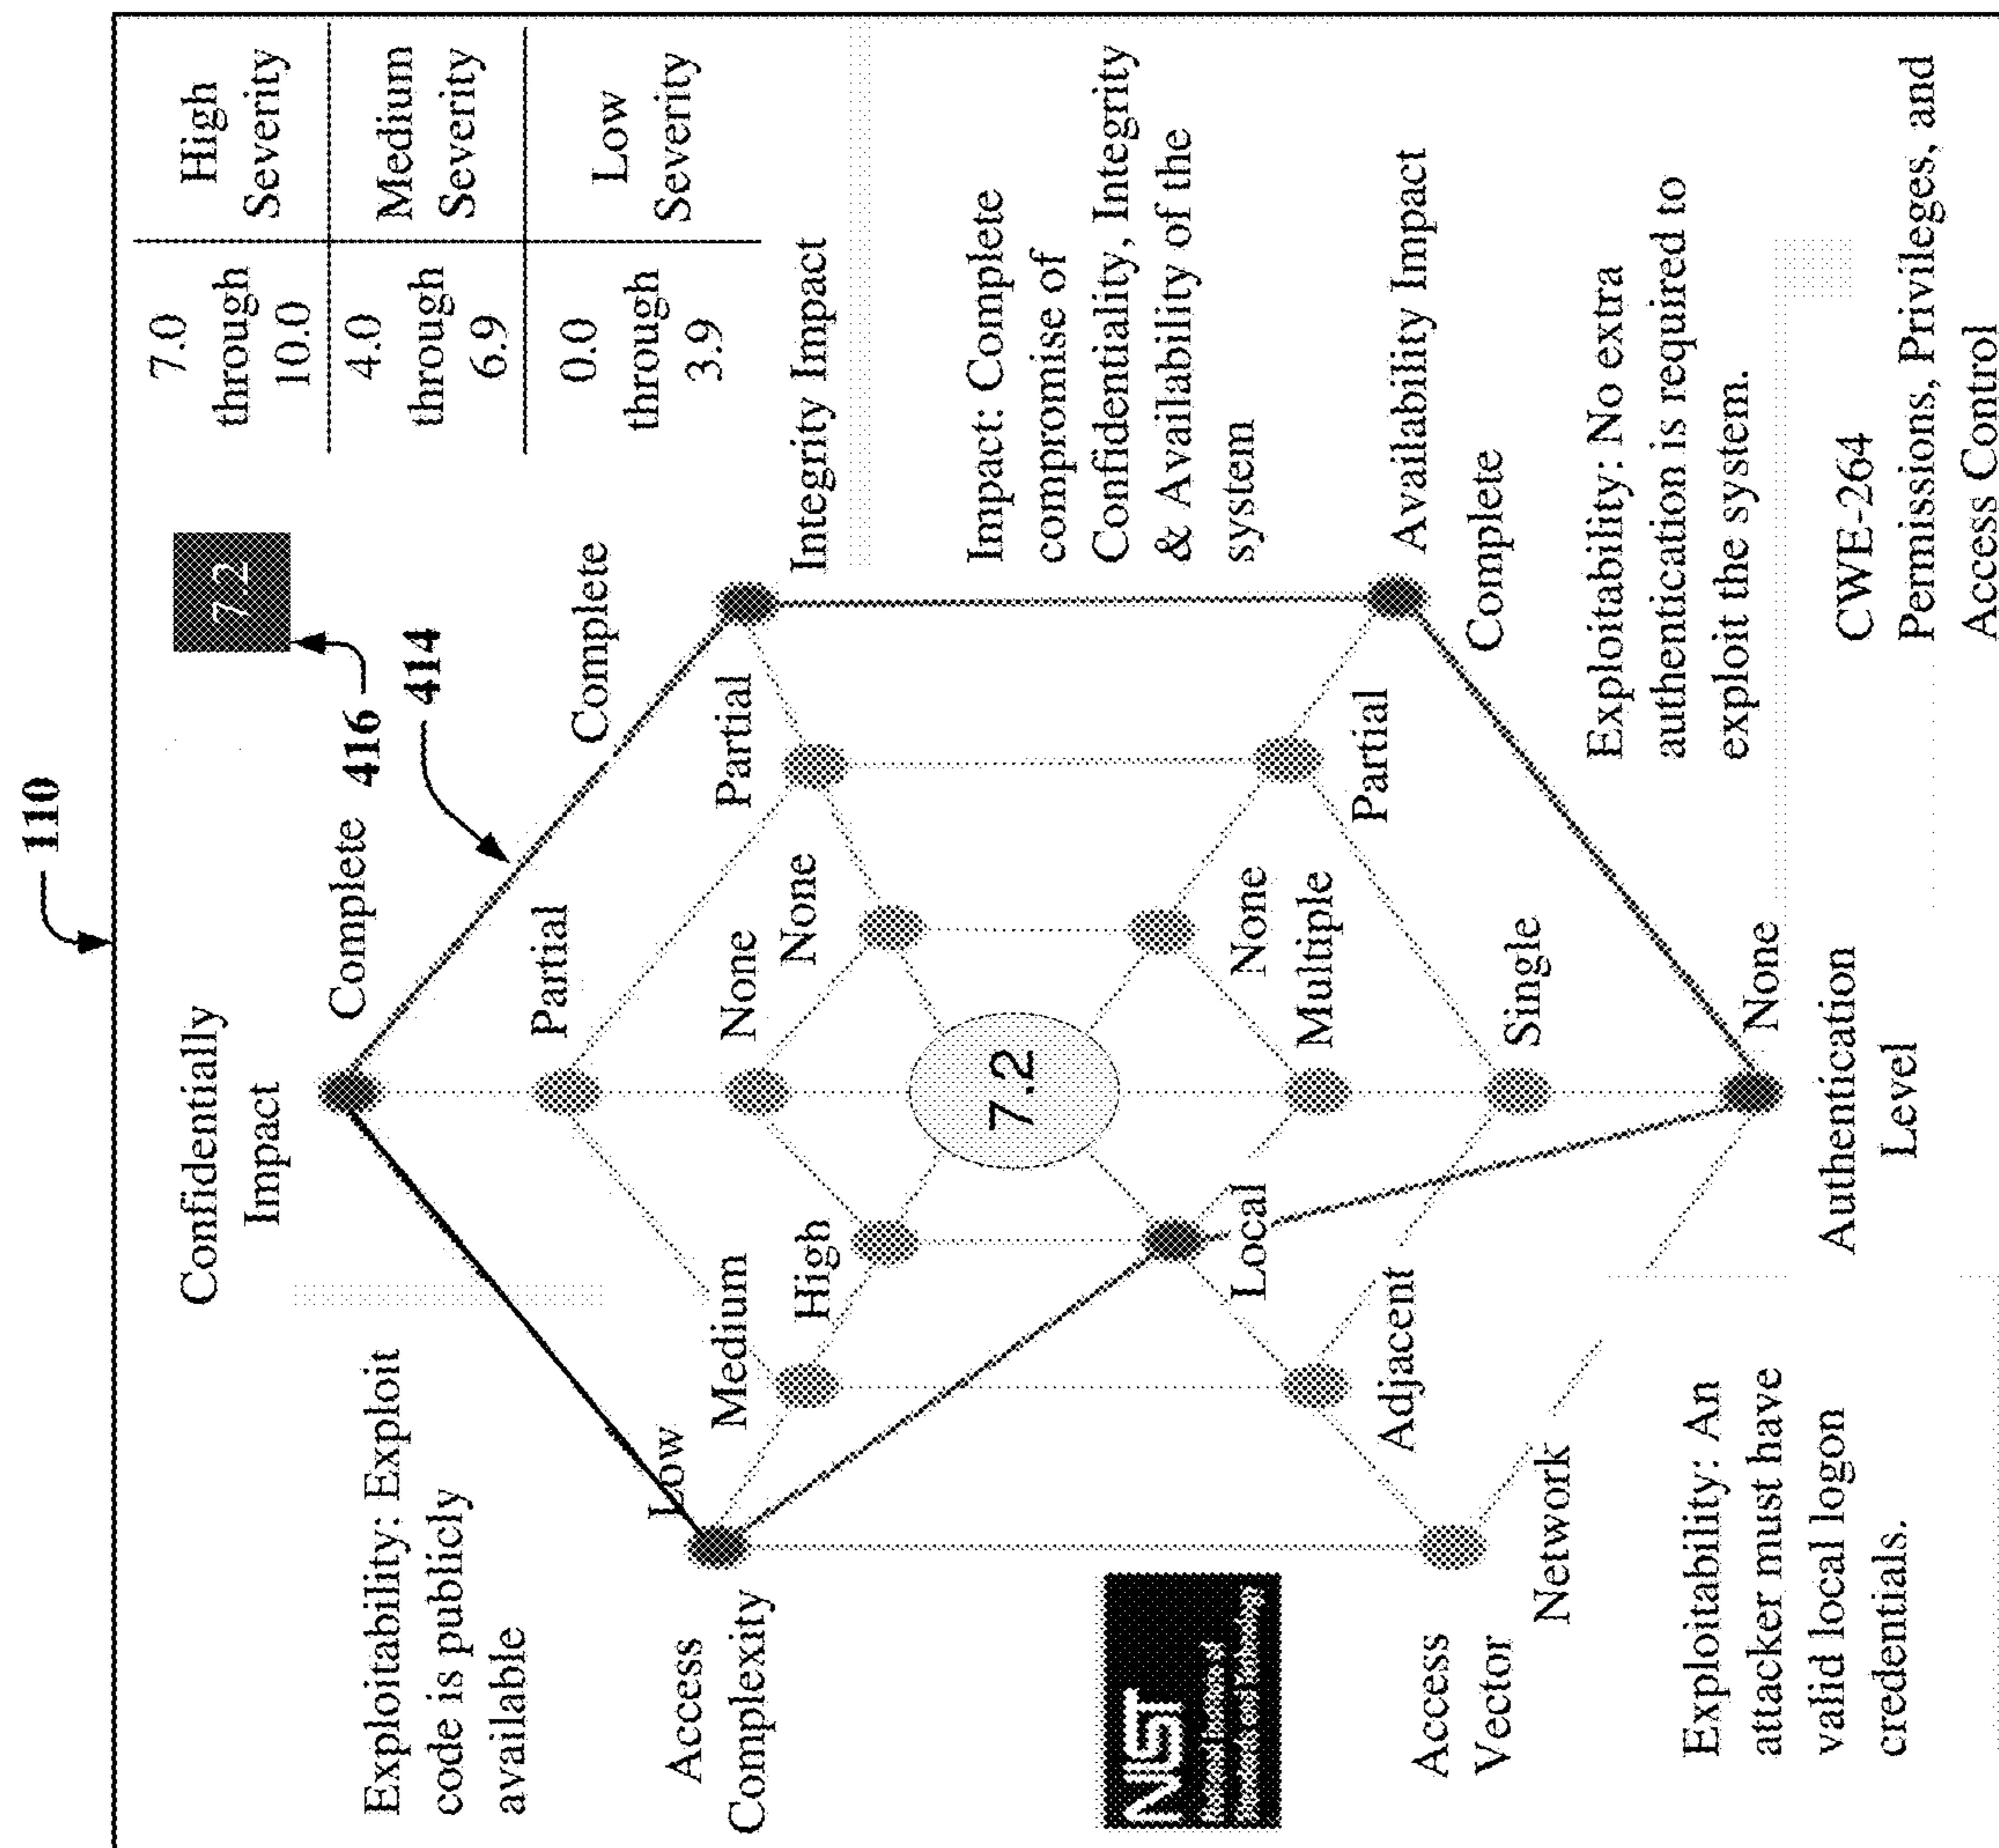 110
Confidentially
Impact
Complete
416
414
7.2
7.0
through
10.0
High
Severity
4.0
through
6.9
Medium
Severity
0.0
through
3.9
Low
Severity
Exploitability: Exploit
code is publicly
available
Partial
Complete
None
None
Partial
Low
Medium
High
Access
Complexity
Integrity Impact
7.2
NIST
Impact: Complete
compromise of
Confidentiality, Integrity
& Availability of the
system
Local
None
Multiple
Partial
Adjacent
Single
Access
Vector
Network
Availability Impact
Complete
None
Exploitability: An
attacker must have
valid local logon
credentials.
Authentication
Level
Exploitability: No extra
authentication is required to
exploit the system.
CWE-264
Permissions, Privileges, and
Access Control